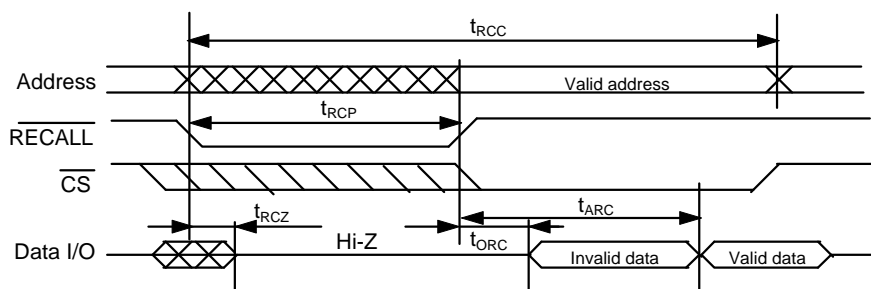 tRCC
Address
Valid address
tRCP
RECALL
CS
tRCZ
tARC
Data I/O
Hi-Z
tORC
Invalid data
Valid data